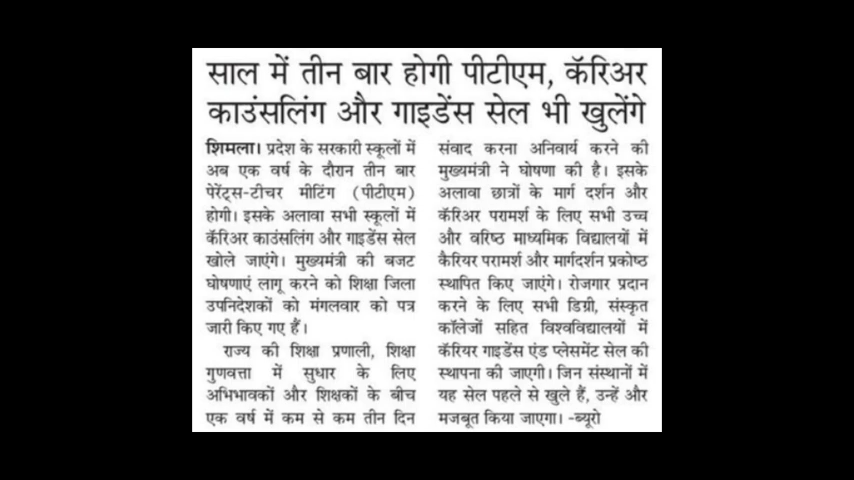 साल में तीन बार होगी पीटीएम, कॅरिअर
काउंसलिंग और गाइडेंस सेल भी खुलेंगे
शिमला। प्रदेश के सरकारी स्कूलों में
अब एक वर्ष के दौरान तीन बार
पेरेंट्स-टीचर मीटिंग (पीटीएम)
होगी। इसके अलावा सभी स्कूलों में
कॅरिअर काउंसलिंग और गाइडेंस सेल
खोले जाएंगे। मुख्यमंत्री की बजट
घोषणाएं लागू करने को शिक्षा जिला
उपनिदेशकों को मंगलवार को पत्र
जारी किए गए हैं।
राज्य की शिक्षा प्रणाली, शिक्षा
गुणवत्ता में सुधार के लिए
अभिभावकों और शिक्षकों के बीच
एक वर्ष में कम से कम तीन दिन
संवाद करना अनिवार्य करने की
मुख्यमंत्री ने घोषणा की है। इसके
अलावा छात्रों के मार्ग दर्शन और
कॅरिअर परामर्श के लिए सभी उच्च
और वरिष्ठ माध्यमिक विद्यालयों में
कैरियर परामर्श और मार्गदर्शन प्रकोष्ठ
स्थापित किए जाएंगे। रोजगार प्रदान
करने के लिए सभी डिग्री, संस्कृत
कॉलेजों सहित विश्वविद्यालयों में
कॅरियर गाइडेंस एंड प्लेसमेंट सेल की
स्थापना की जाएगी। जिन संस्थानों में
यह सेल पहले से खुले हैं, उन्हें और
मजबूत किया जाएगा। -ब्यूरो